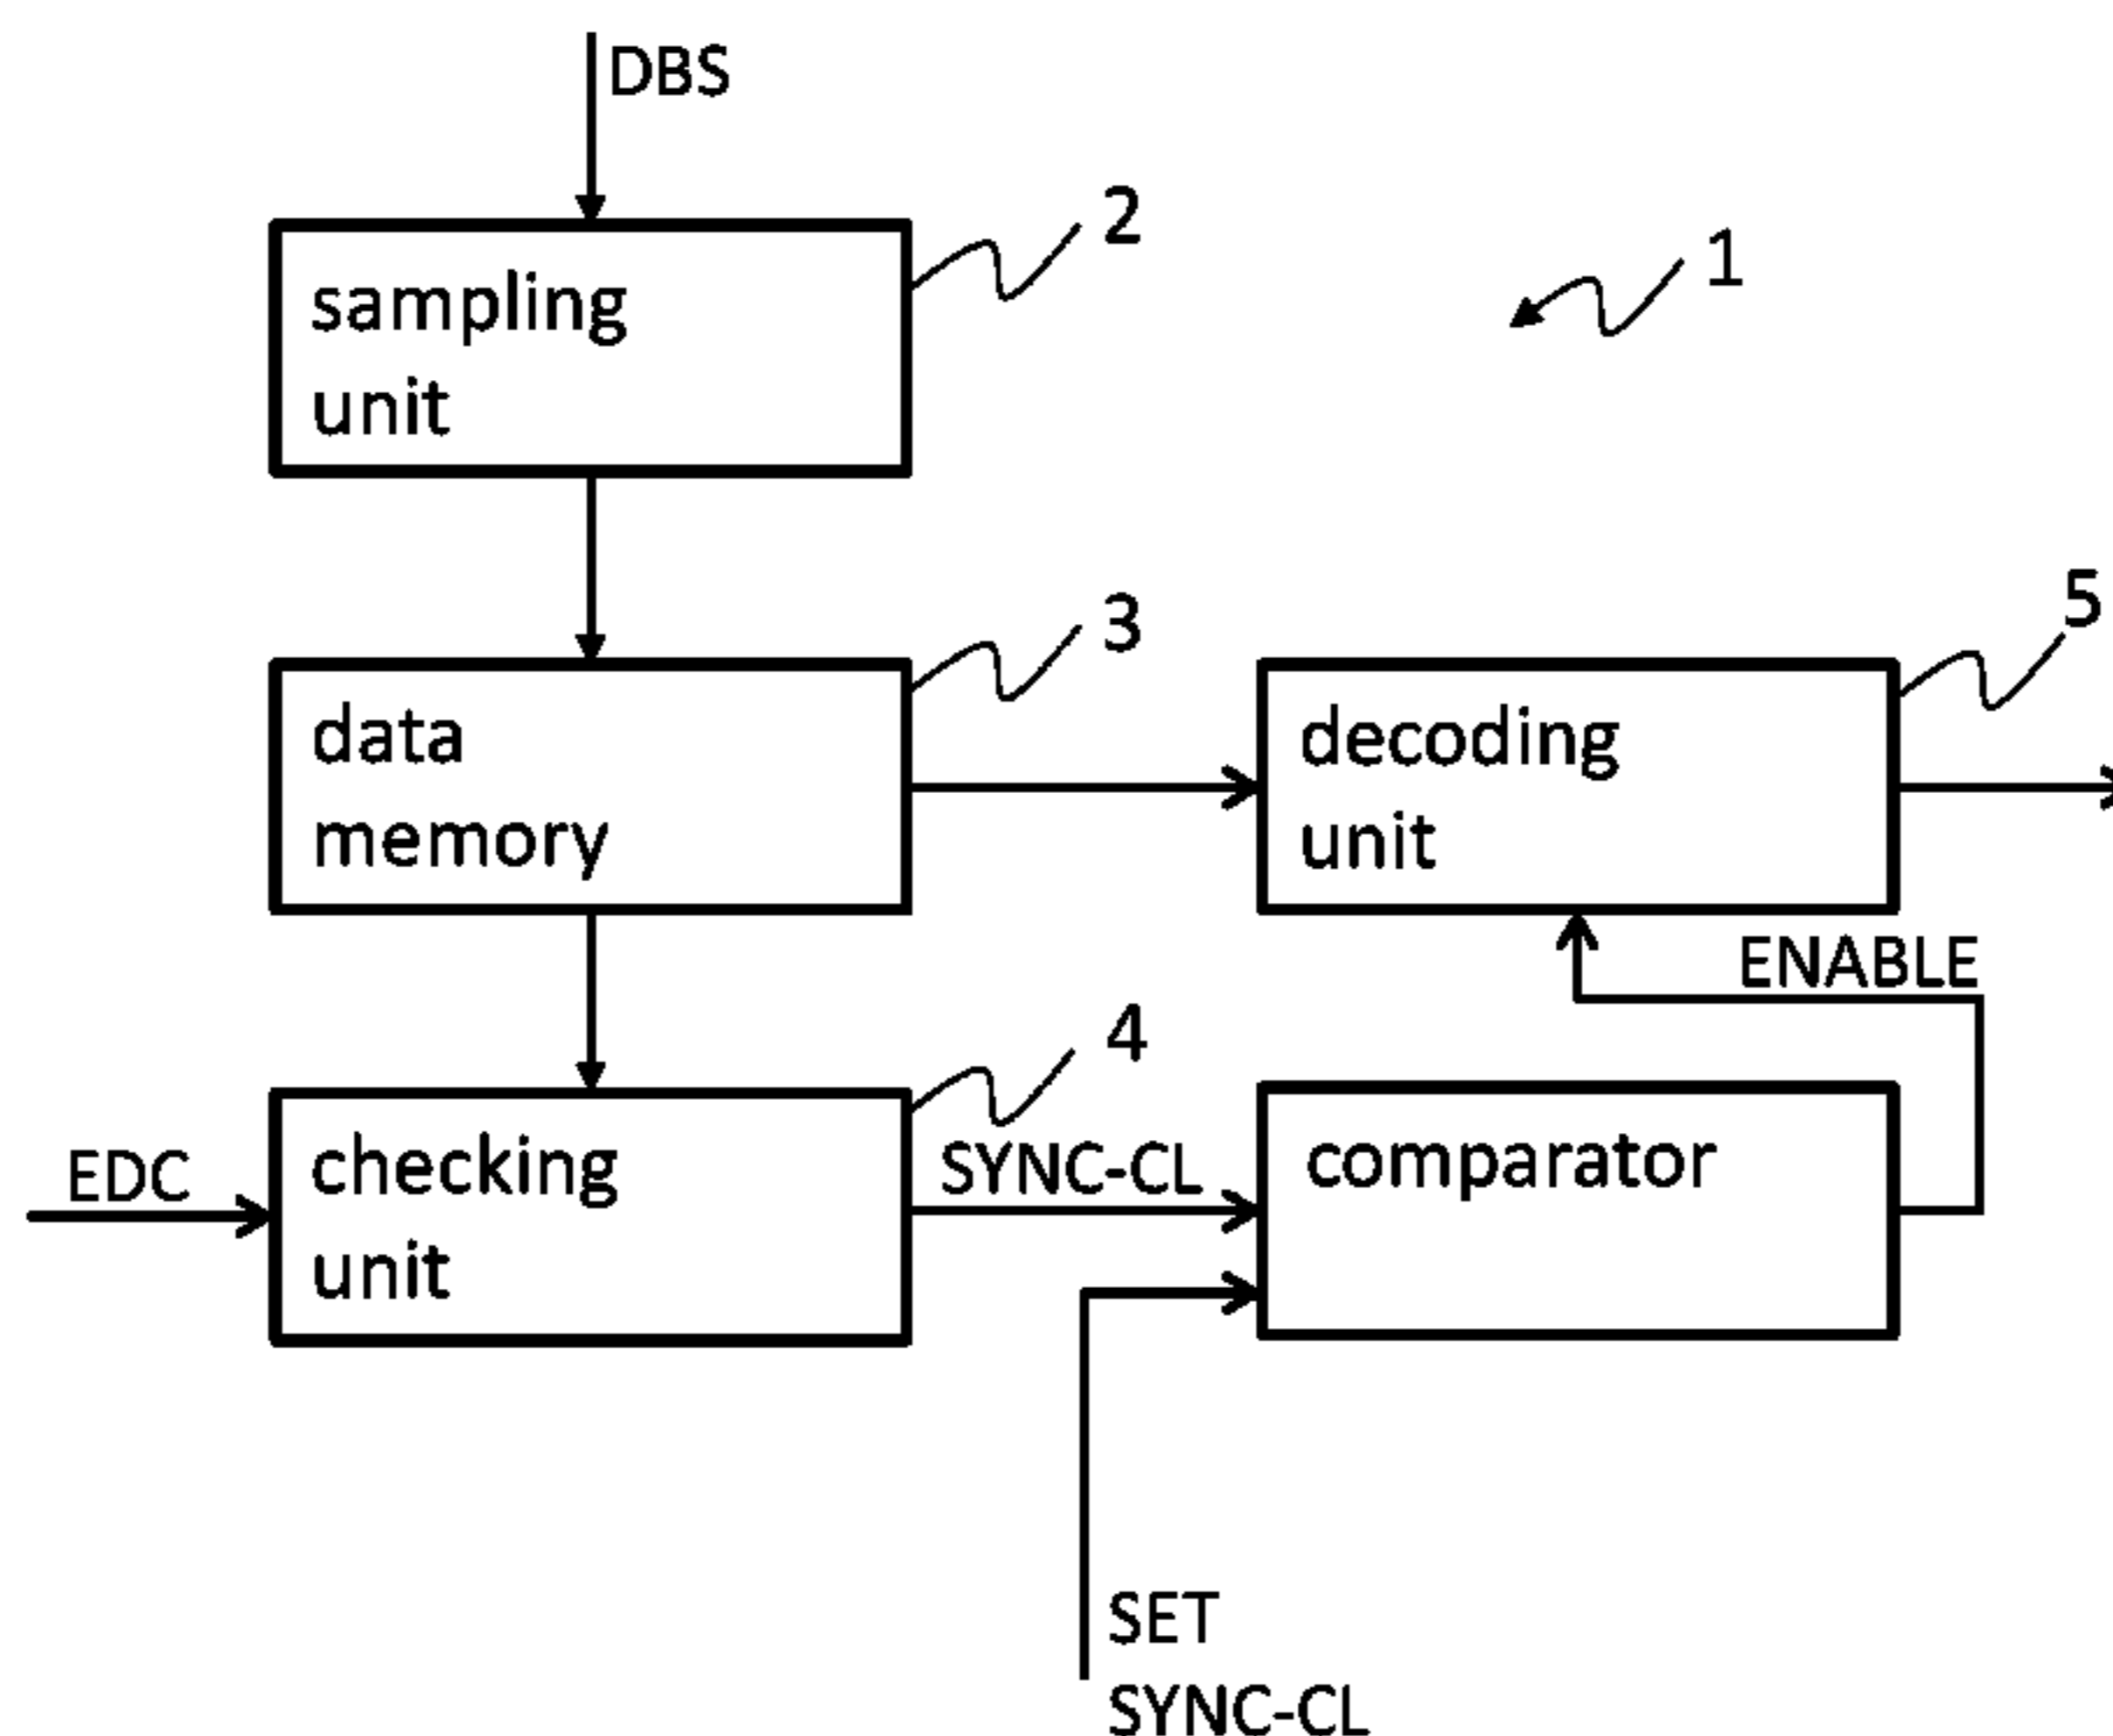 DBS
2
1
sampling
unit
3
5
data
memory
decoding
unit
ENABLE
4
EDC
checking
unit
SYNC-CL
comparator
SET
SYNC-CL